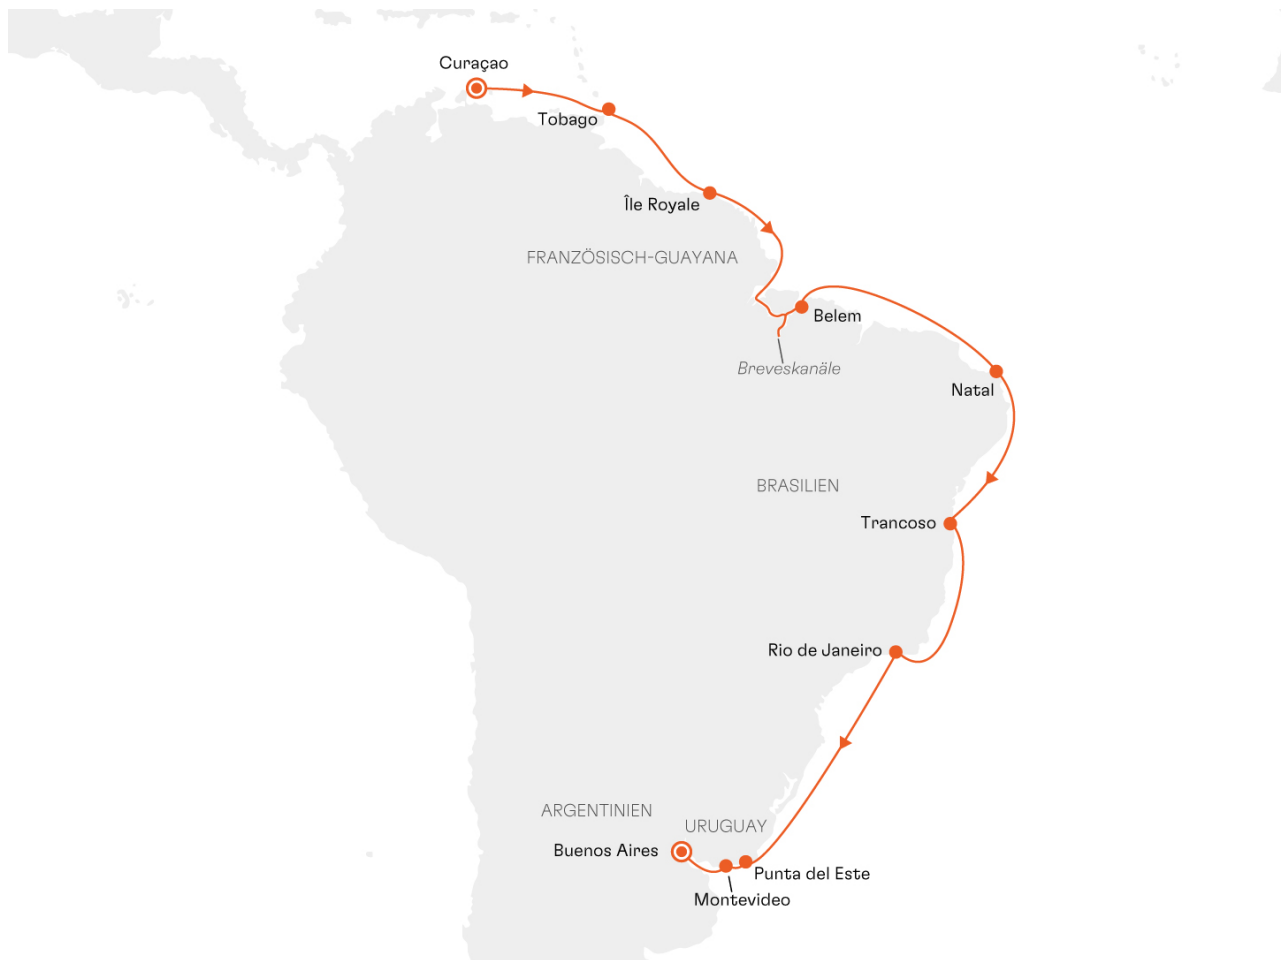 Curaçao
Tobago
Île Royale
FRANZÖSISCH-GUAYANA
Belem
Breveskanäle
Natal
BRASILIEN
Trancoso
Rio de Janeiro
ARGENTINIEN
URUGUAY
Buenos Aires
Punta del Este
Montevideo